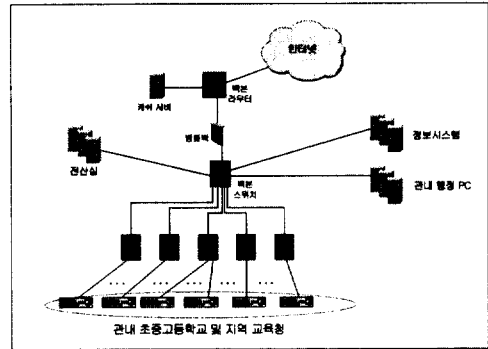 인터넷
캐쉬 서버
백본
라우터
방화벽
전산실
백본
스위치
정보시스템
관내 행정 PC
... ... ... ...
관내 초중고등학교 및 지역 교육청